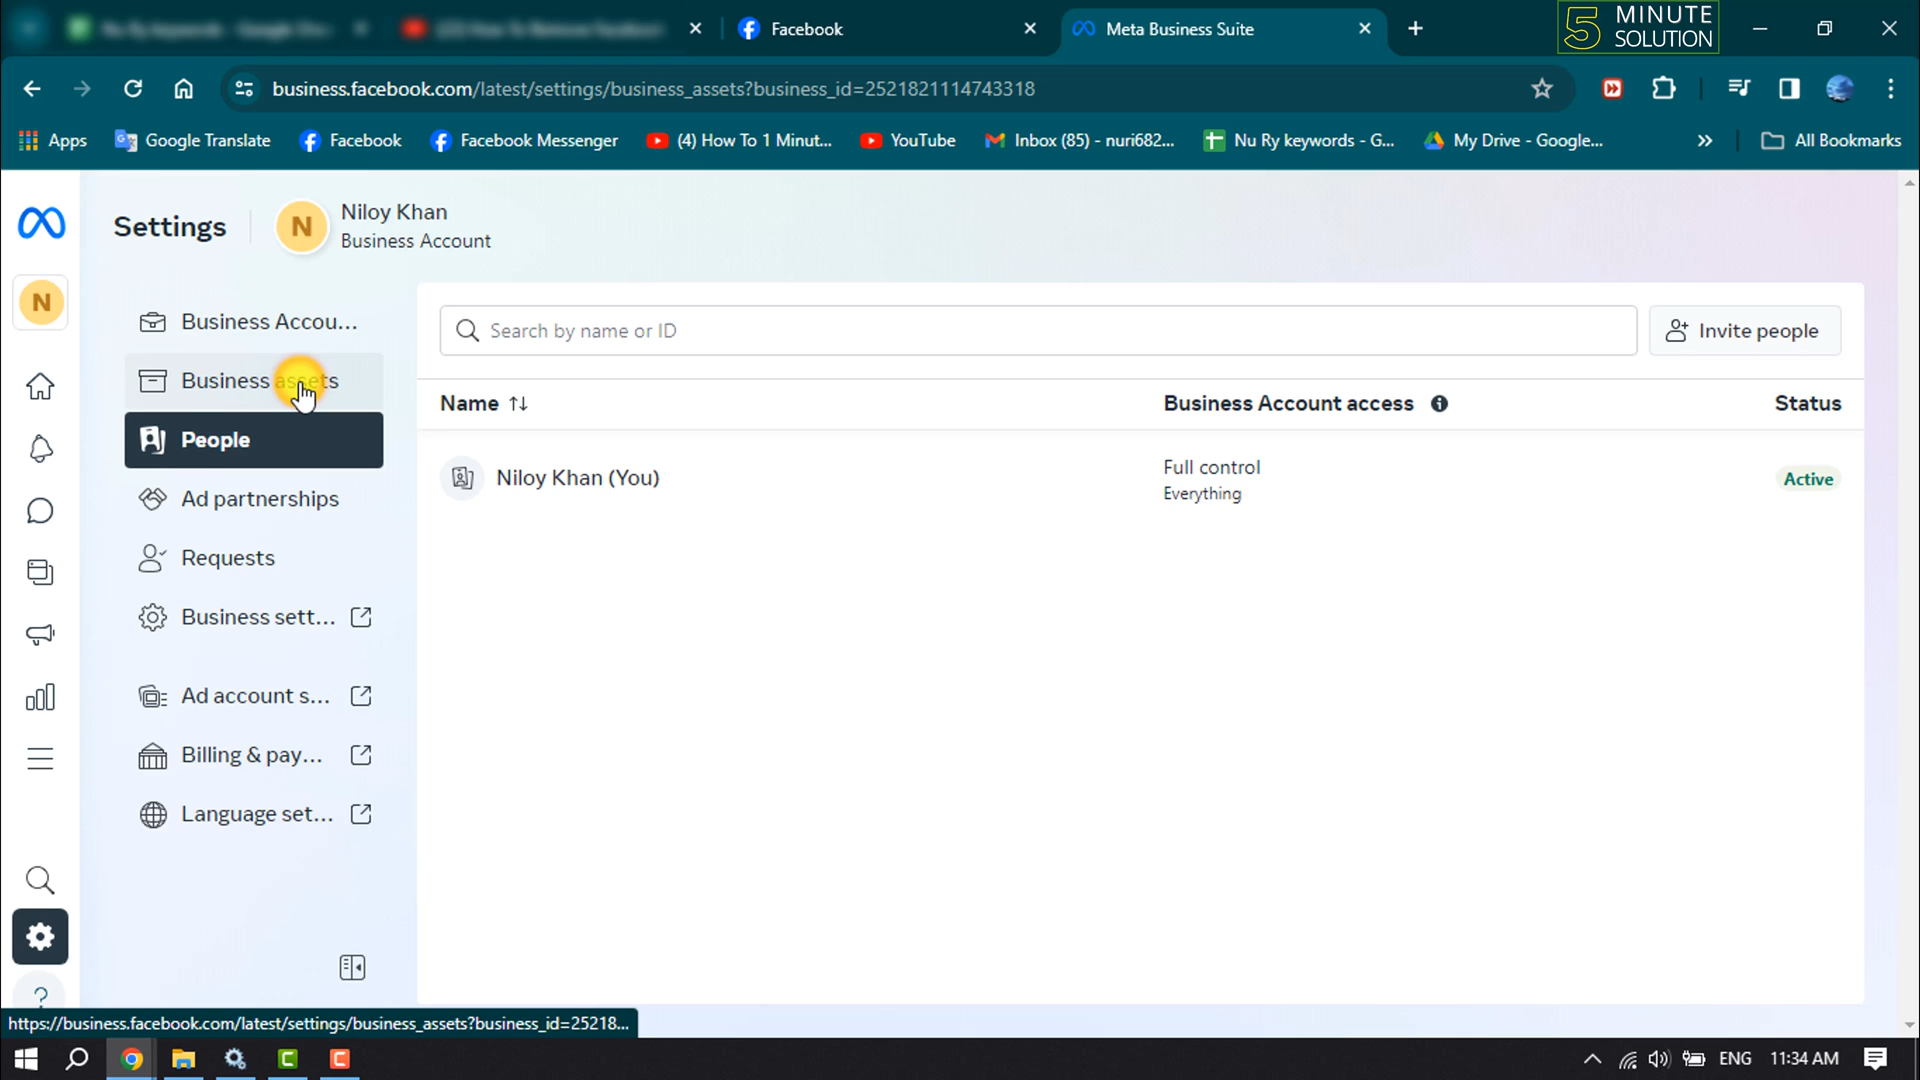 Facebook
Meta Business Suite
5 MINUTE SOLUTION
business.facebook.com/latest/settings/business_assets?business_id=2521821114743318
Apps
Google Translate
Facebook
Facebook Messenger
(4) How To 1 Minut...
YouTube
Inbox (85) - nuri682...
Nu Ry keywords - G...
My Drive - Google...
All Bookmarks
Settings
N
Niloy Khan
Business Account
N
Business Accou...
Business assets
People
Ad partnerships
Requests
Business sett...
Ad account s...
Billing & pay...
Language set...
Search by name or ID
Invite people
Name
Business Account access
Status
Niloy Khan (You)
Full control
Everything
Active
https://business.facebook.com/latest/settings/business_assets?business_id=25218...
ENG
11:34 AM